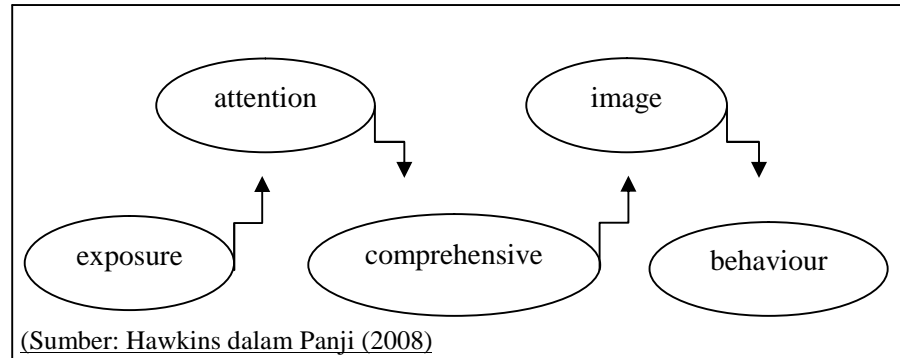 attention
image
exposure
comprehensive
behaviour
(Sumber: Hawkins dalam Panji (2008)